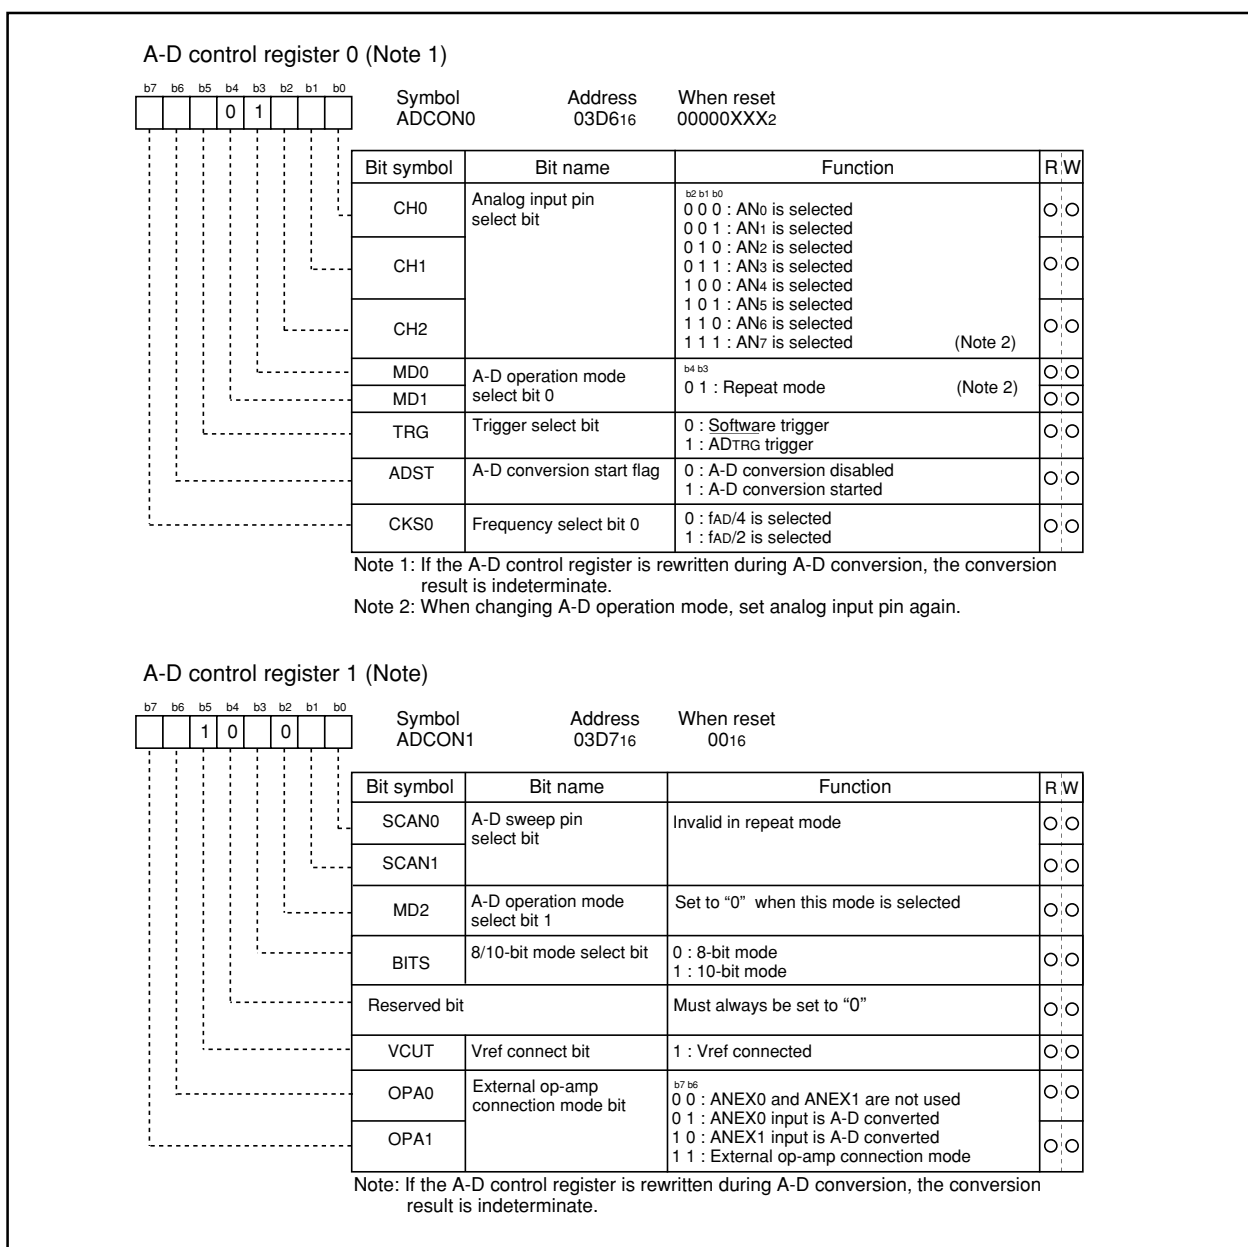 A-D control register 0 (Note 1)
b7 b6 b5 b4 b3 b2 b1 b0
0 1
Symbol Address When reset
ADCON0 03D616 00000XXX2
Bit symbol Bit name Function R W
CH0 Analog input pin select bit
b2 b1 b0
0 0 0 : AN0 is selected
0 0 1 : AN1 is selected
0 1 0 : AN2 is selected
CH1
0 1 1 : AN3 is selected
1 0 0 : AN4 is selected
1 0 1 : AN5 is selected
CH2
1 1 0 : AN6 is selected
1 1 1 : AN7 is selected (Note 2)
MD0 A-D operation mode select bit 0
b4 b3
0 1 : Repeat mode (Note 2)
MD1
TRG Trigger select bit
0 : Software trigger
1 : ADTRG trigger
ADST A-D conversion start flag
0 : A-D conversion disabled
1 : A-D conversion started
CKS0 Frequency select bit 0
0 : fAD/4 is selected
1 : fAD/2 is selected
Note 1: If the A-D control register is rewritten during A-D conversion, the conversion
result is indeterminate.
Note 2: When changing A-D operation mode, set analog input pin again.
A-D control register 1 (Note)
b7 b6 b5 b4 b3 b2 b1 b0
1 0 0
Symbol Address When reset
ADCON1 03D716 0016
Bit symbol Bit name Function R W
SCAN0 A-D sweep pin select bit
Invalid in repeat mode
SCAN1
MD2 A-D operation mode select bit 1
Set to “0” when this mode is selected
BITS 8/10-bit mode select bit
0 : 8-bit mode
1 : 10-bit mode
Reserved bit Must always be set to “0”
VCUT Vref connect bit 1 : Vref connected
OPA0 External op-amp connection mode bit
b7 b6
0 0 : ANEX0 and ANEX1 are not used
0 1 : ANEX0 input is A-D converted
OPA1
1 0 : ANEX1 input is A-D converted
1 1 : External op-amp connection mode
Note: If the A-D control register is rewritten during A-D conversion, the conversion
result is indeterminate.